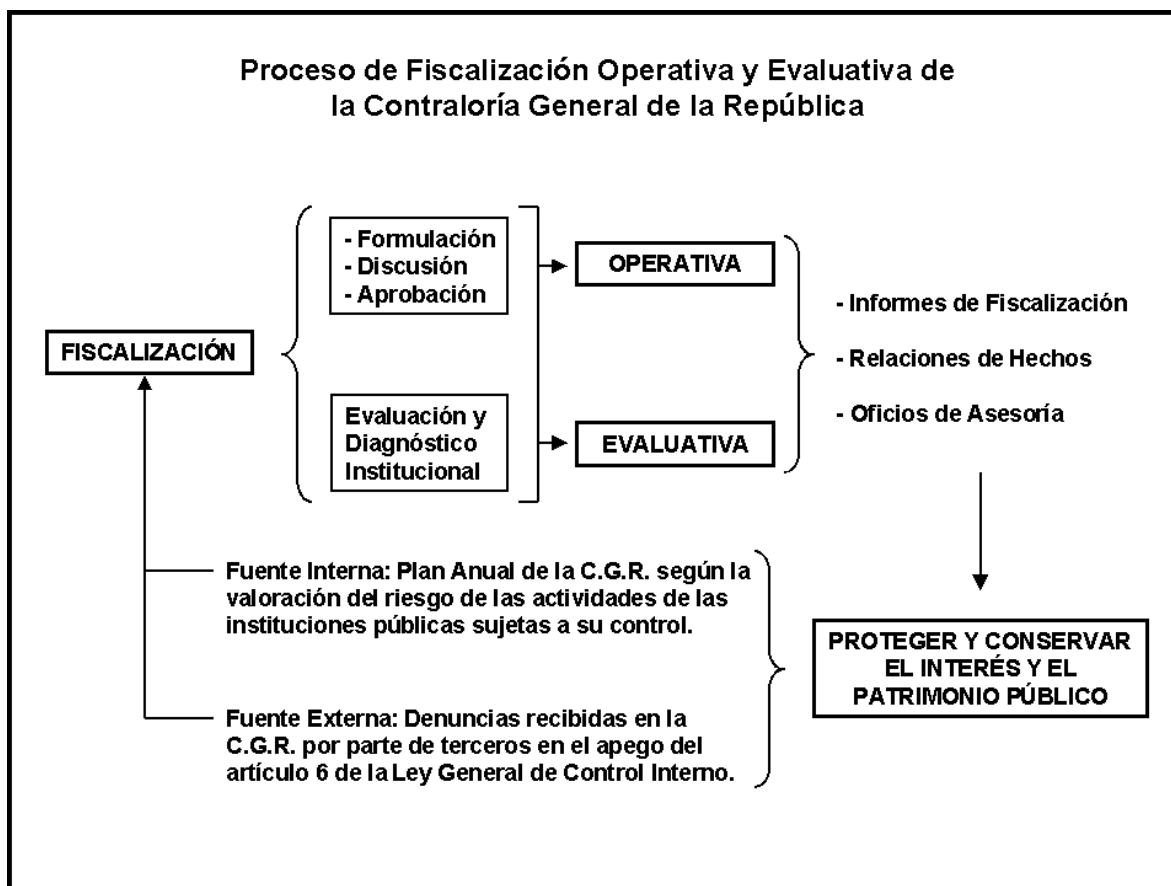 Proceso de Fiscalización Operativa y Evaluativa de
la Contraloría General de la República
FISCALIZACIÓN
- Formulación
- Discusión
- Aprobación
Evaluación y
Diagnóstico
Institucional
OPERATIVA
EVALUATIVA
- Informes de Fiscalización
- Relaciones de Hechos
- Oficios de Asesoría
Fuente Interna: Plan Anual de la C.G.R. según la
valoración del riesgo de las actividades de las
instituciones públicas sujetas a su control.
Fuente Externa: Denuncias recibidas en la
C.G.R. por parte de terceros en el apego del
artículo 6 de la Ley General de Control Interno.
PROTEGER Y CONSERVAR
EL INTERÉS Y EL
PATRIMONIO PÚBLICO